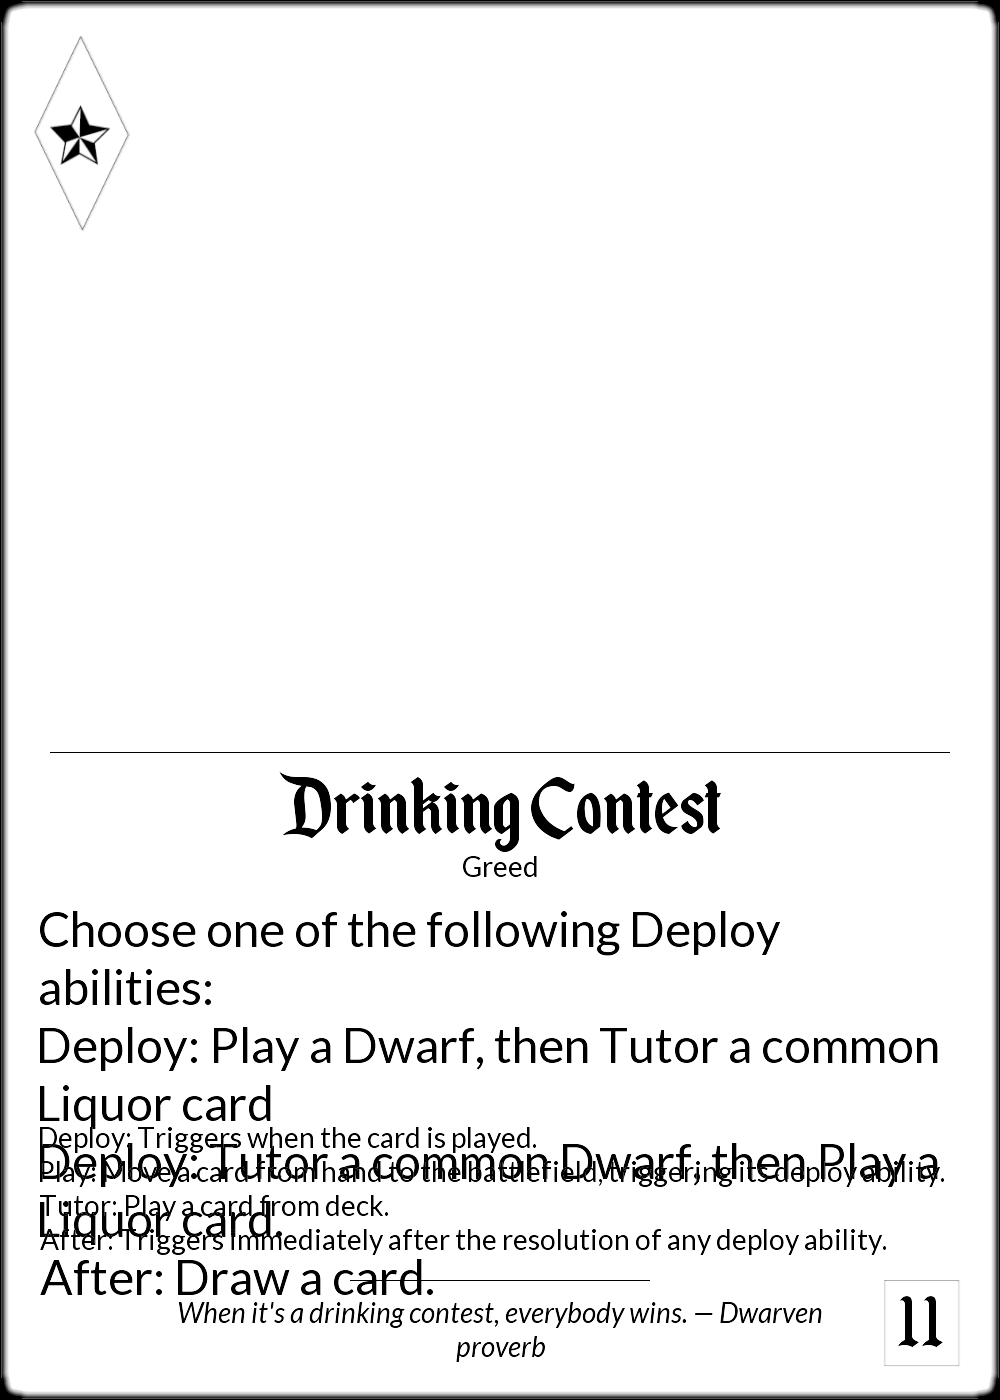 Drinking Contest
Greed
Choose one of the following Deploy
abilities:
Deploy: Play a Dwarf, then Tutor a common
Liquor card
Deploy: Tutor a common Dwarf, then Play a
Liquor card.
After: Draw a card.
Deploy: Triggers when the card is played.
Play: Move a card from hand to the battlefield, triggering its deploy ability.
Tutor: Play a card from deck.
After: Triggers immediately after the resolution of any deploy ability.
When it's a drinking contest, everybody wins. — Dwarven
proverb
11